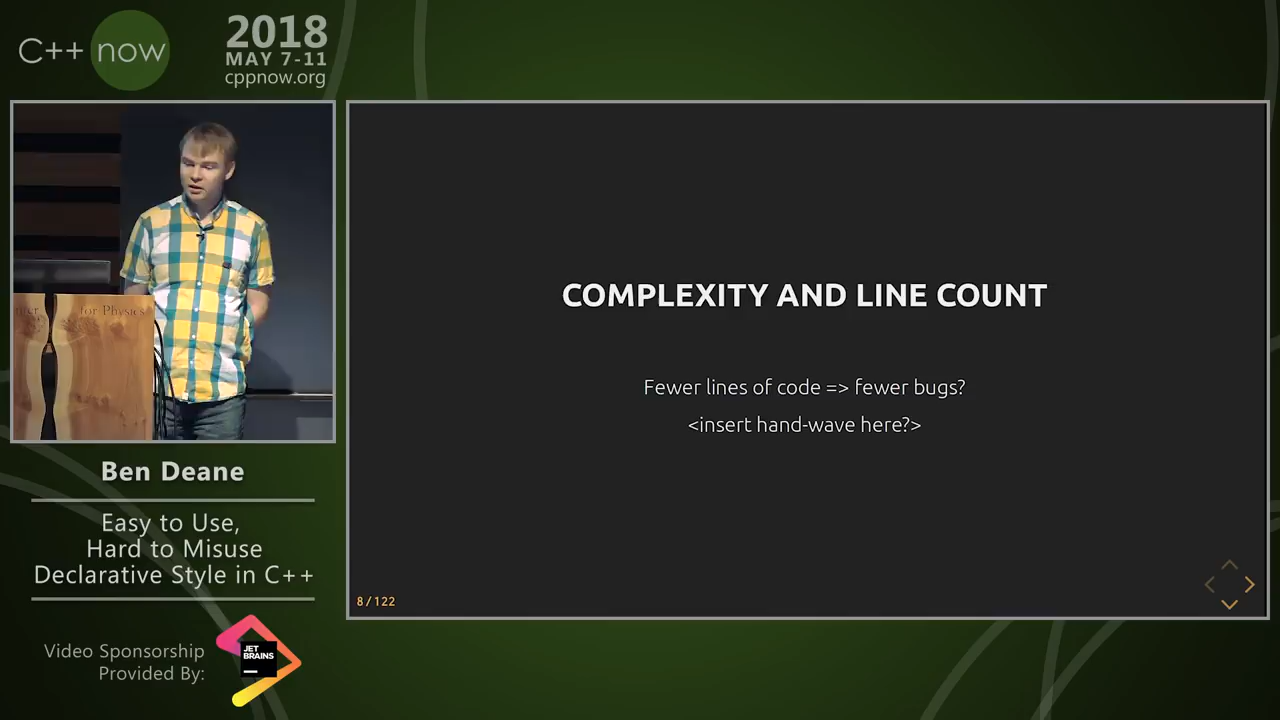 C++ now
2018
MAY 7-11
cppnow.org
for Physics
COMPLEXITY AND LINE COUNT
Fewer lines of code => fewer bugs?
<insert hand-wave here?>
8 / 122
Ben Deane
Easy to Use,
Hard to Misuse
Declarative Style in C++
Video Sponsorship
Provided By:
JET
BRAINS